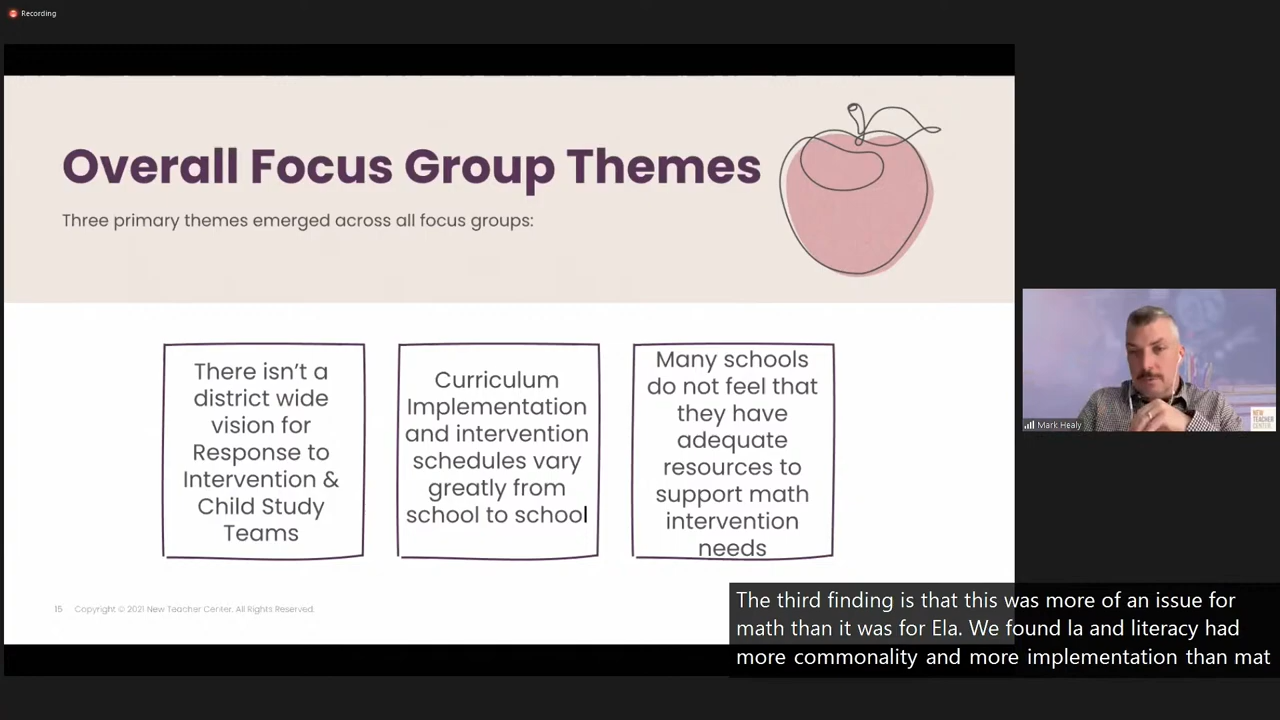 Recording
Overall Focus Group Themes
Three primary themes emerged across all focus groups:
There isn't a
district wide
vision for
Response to
Intervention &
Child Study
Teams
Curriculum
Implementation
and intervention
schedules vary
greatly from
school to school
Many schools
do not feel that
they have
adequate
resources to
support math
intervention
needs
NEW
TEACHER
CENTER
Mark Healy
15 Copyright © 2021 New Teacher Center. All Rights Reserved.
The third finding is that this was more of an issue for
math than it was for Ela. We found la and literacy had
more commonality and more implementation than mat